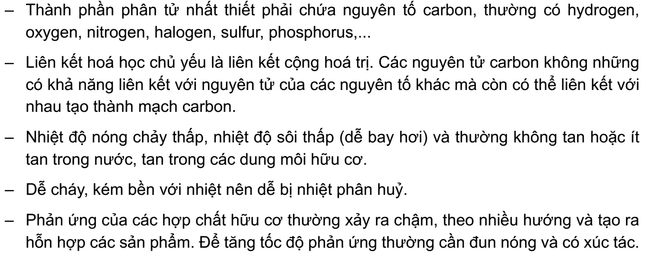 – Thành phần phân tử nhất thiết phải chứa nguyên tố carbon, thường có hydrogen,
oxygen, nitrogen, halogen, sulfur, phosphorus,...
– Liên kết hoá học chủ yếu là liên kết cộng hoá trị. Các nguyên tử carbon không những
có khả năng liên kết với nguyên tử của các nguyên tố khác mà còn có thể liên kết với
nhau tạo thành mạch carbon.
– Nhiệt độ nóng chảy thấp, nhiệt độ sôi thấp (dễ bay hơi) và thường không tan hoặc ít
tan trong nước, tan trong các dung môi hữu cơ.
– Dễ cháy, kém bền với nhiệt nên dễ bị nhiệt phân huỷ.
– Phản ứng của các hợp chất hữu cơ thường xảy ra chậm, theo nhiều hướng và tạo ra
hỗn hợp các sản phẩm. Để tăng tốc độ phản ứng thường cần đun nóng và có xúc tác.